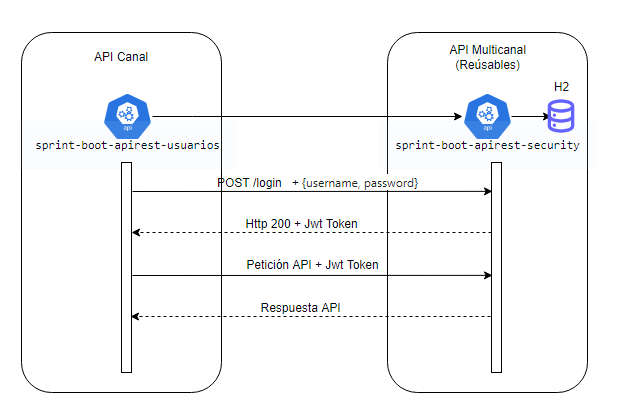 API Canal
API Multicanal
(Reúsables)
H2
api
api
sprint-boot-apirest-usuarios
sprint-boot-apirest-security
POST /login + {username, password}
Http 200 + Jwt Token
Petición API + Jwt Token
Respuesta API